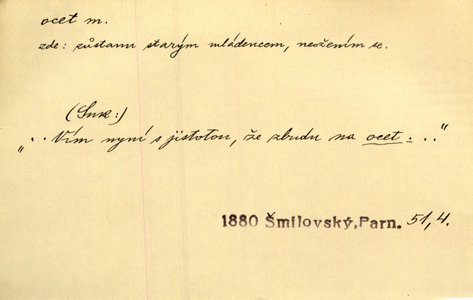 ocet m.
zde: zůstanu starým mládencem, neožením se.
„.. Vím nyní s jistotou, že zbudu na ocet..."
1880 Šmilovský, Parn. 51,4.